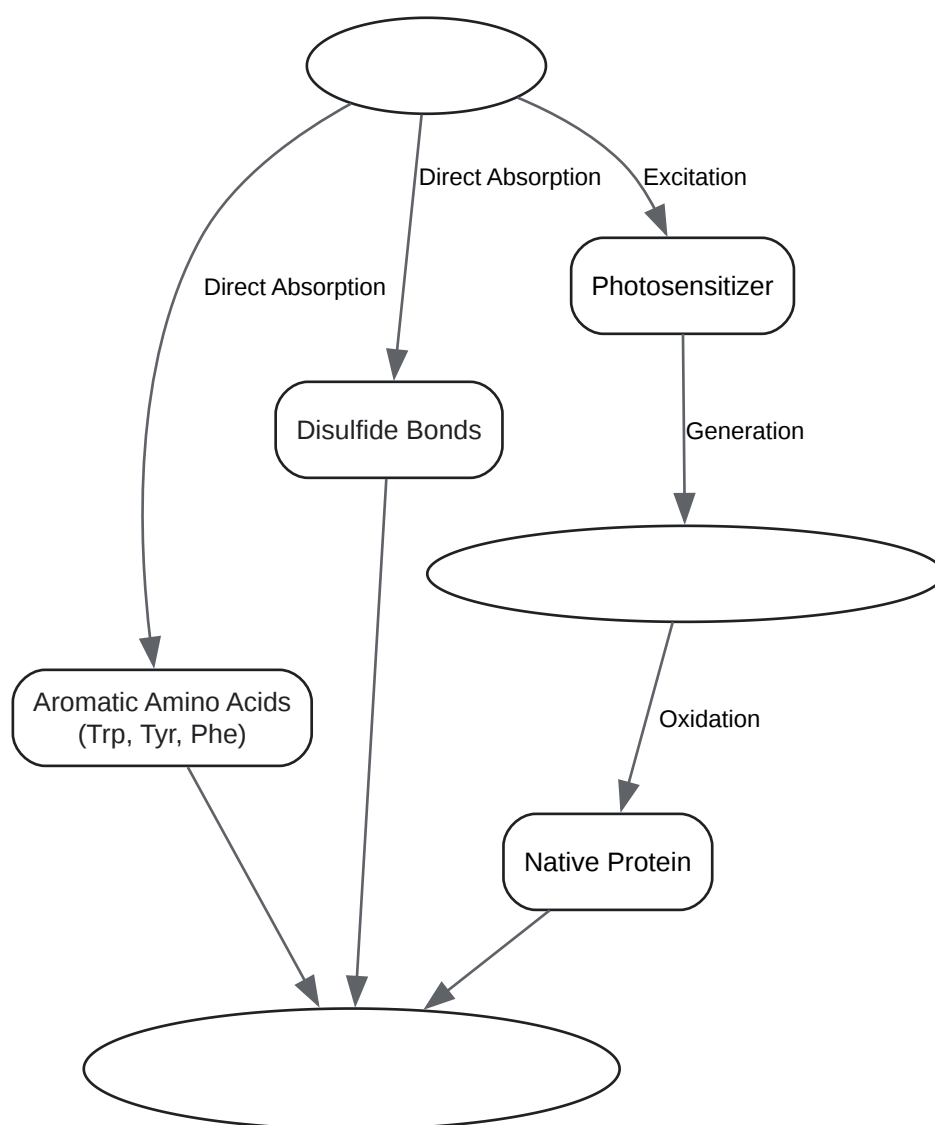 Direct Absorption
Excitation
Photosensitizer
Direct Absorption
Disulfide Bonds
Generation
Aromatic Amino Acids
(Trp, Tyr, Phe)
Oxidation
Native Protein